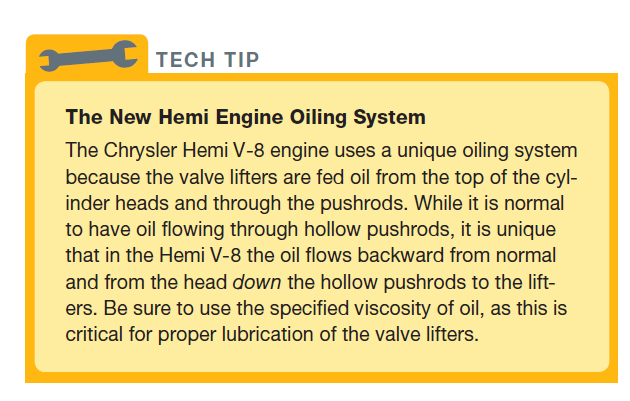 TECH TIP
The New Hemi Engine Oiling System
The Chrysler Hemi V-8 engine uses a unique oiling system
because the valve lifters are fed oil from the top of the cyl-
inder heads and through the pushrods. While it is normal
to have oil flowing through hollow pushrods, it is unique
that in the Hemi V-8 the oil flows backward from normal
and from the head down the hollow pushrods to the lift-
ers. Be sure to use the specified viscosity of oil, as this is
critical for proper lubrication of the valve lifters.